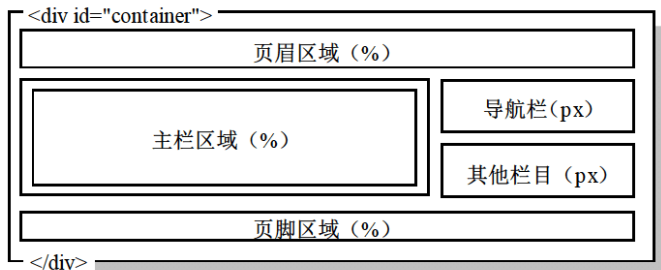 <div id="container">
页眉区域（%）
主栏区域（%）
导航栏(px）
其他栏目（px）
页脚区域（%）
</div>